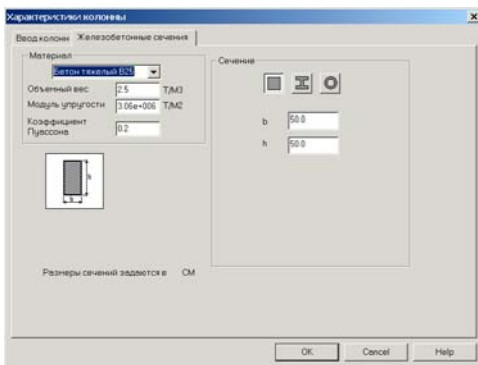 Характеристики колонны
Ввод колонн Железобетонные сечения
Материал
Бетон тяжелый B25
Объемный вес 2.5 Т/М3
Модуль упругости 3.06e+006 Т/М2
Коэффициент Пуассона 0.2
h
b
Размеры сечений задаются в СМ
Сечение
b 50.0
h 50.0
OK Cancel Help